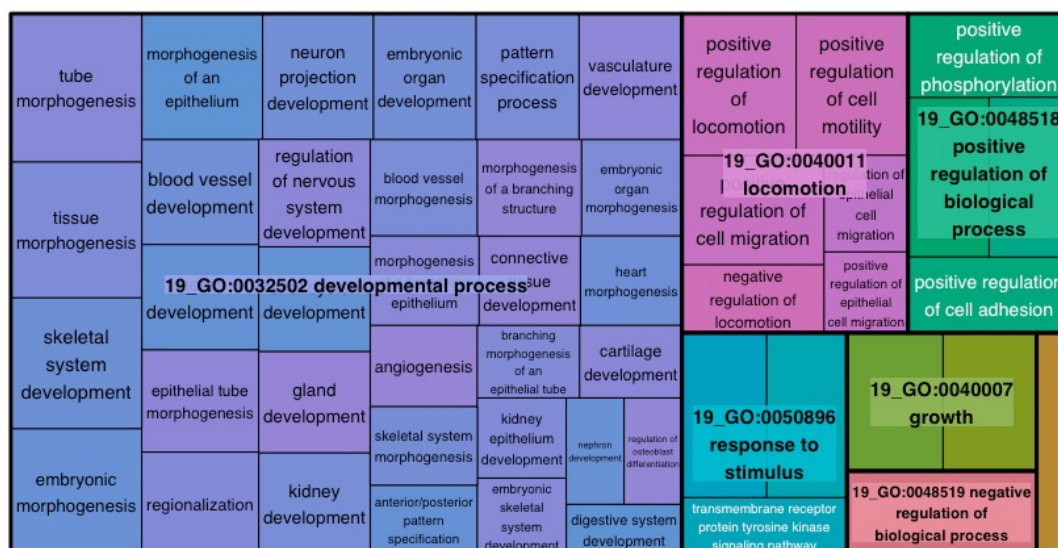 tube
morphogenesis
tissue
morphogenesis
skeletal
system
development
embryonic
morphogenesis
morphogenesis
of an
epithelium
blood vessel
development
development
epithelial tube
morphogenesis
regionalization
neuron
projection
development
regulation
of nervous
system
development
development
gland
development
kidney
development
embryonic
organ
development
blood vessel
morphogenesis
morphogenesis
epithelium
angiogenesis
skeletal system
morphogenesis
anterior/posterior
pattern
specification
pattern
specification
process
morphogenesis
of a branching
structure
connective
development
branching
morphogenesis
of an
epithelial tube
kidney
epithelium
development
embryonic
skeletal
system
development
vasculature
development
embryonic
organ
morphogenesis
heart
morphogenesis
cartilage
development
nephron
development
regulation of
osteoblast
differentiation
digestive system
development
19_GO:0032502 developmental process
positive
regulation
of
locomotion
positive
regulation
of cell
motility
19_GO:0040011
locomotion
regulation of
cell migration
regulation of
cell
migration
negative
regulation of
locomotion
positive
regulation of
epithelial
cell migration
positive
regulation of
phosphorylation
19_GO:0048518
positive
regulation of
biological
process
positive regulation
of cell adhesion
19_GO:0050896
response to
stimulus
transmembrane receptor
protein tyrosine kinase
signaling pathway
19_GO:0040007
growth
19_GO:0048519 negative
regulation of
biological process